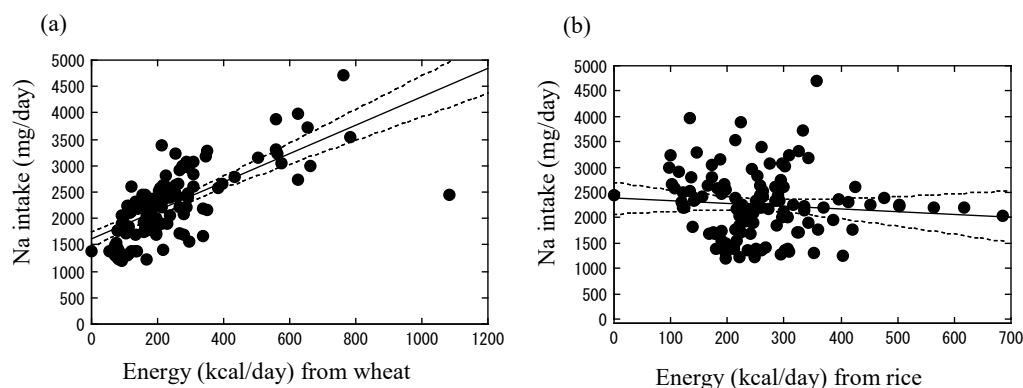 (a)
(b)
Na intake (mg/day)
5000
4500
4000
3500
3000
2500
2000
1500
1000
500
0
0 200 400 600 800 1000 1200
Energy (kcal/day) from wheat
Na intake (mg/day)
5000
4500
4000
3500
3000
2500
2000
1500
1000
500
0
0 100 200 300 400 500 600 700
Energy (kcal/day) from rice